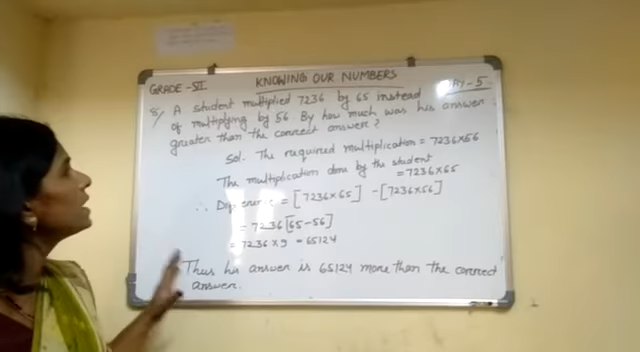 GRADE-VI
KNOWING OUR NUMBERS
DAY-5
8/ A student multiplied 7236 by 65 instead
of multiplying by 56 By how much was his answer
greater than the correct answer?
Sol. The required multiplication = 7236×56
The multiplication done by the student
= 7236×65
∴ Difference = [7236×65] - [7236×56]
= 7236[65-56]
= 7236×9 = 65124
Thus his answer is 65124 more than the correct
answer.